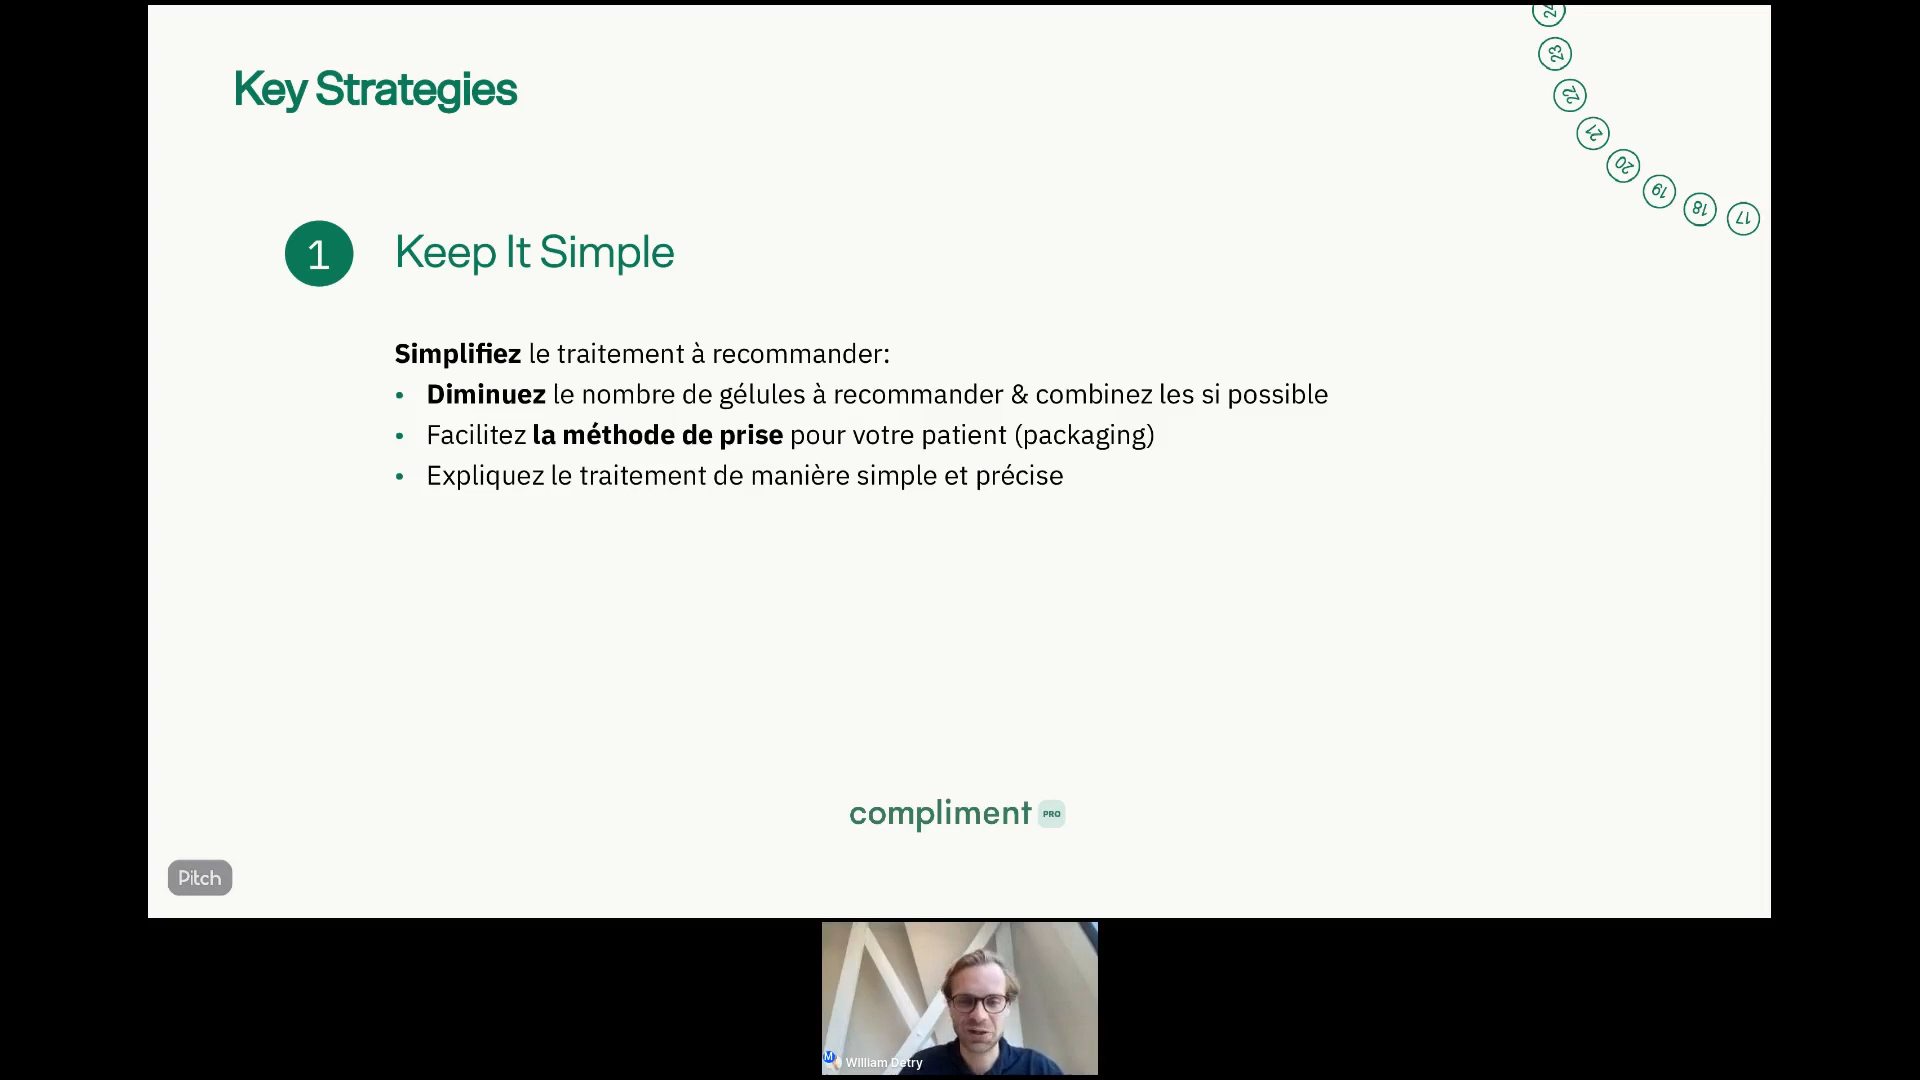 Key Strategies
24
23
22
21
20
19
18
17
1
Keep It Simple
Simplifiez le traitement à recommander:
• Diminuez le nombre de gélules à recommander & combinez les si possible
• Facilitez la méthode de prise pour votre patient (packaging)
• Expliquez le traitement de manière simple et précise
compliment PRO
Pitch
M
William Detry